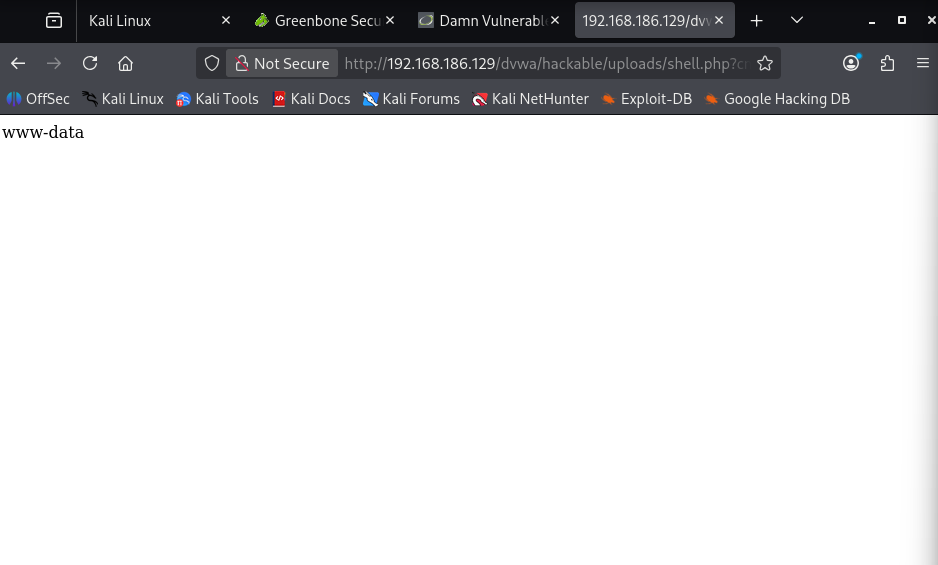 Kali Linux
Greenbone Secu
Damn Vulnerabl
192.168.186.129/dvw
Not Secure
http://192.168.186.129/dvwa/hackable/uploads/shell.php?c
OffSec
Kali Linux
Kali Tools
Kali Docs
Kali Forums
Kali NetHunter
Exploit-DB
Google Hacking DB
www-data